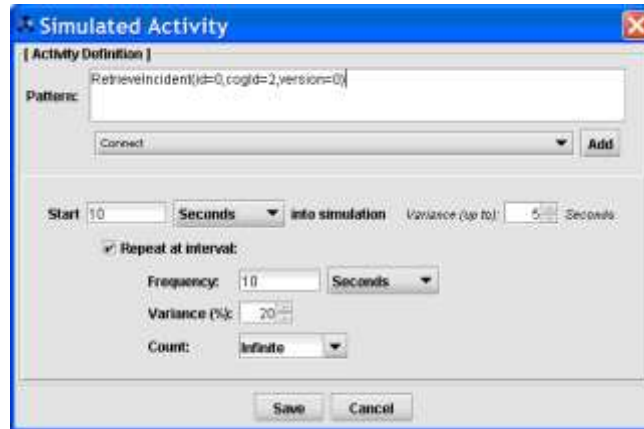 Simulated Activity
[ Activity Definition ]
RetrieveIncident(id=0,cogId=2,version=0)
Pattern:
Connect Add
Start 10 Seconds into simulation Variance (up to): 5 Seconds
Repeat at interval:
Frequency: 10 Seconds
Variance (%): 20
Count: Infinite
Save Cancel